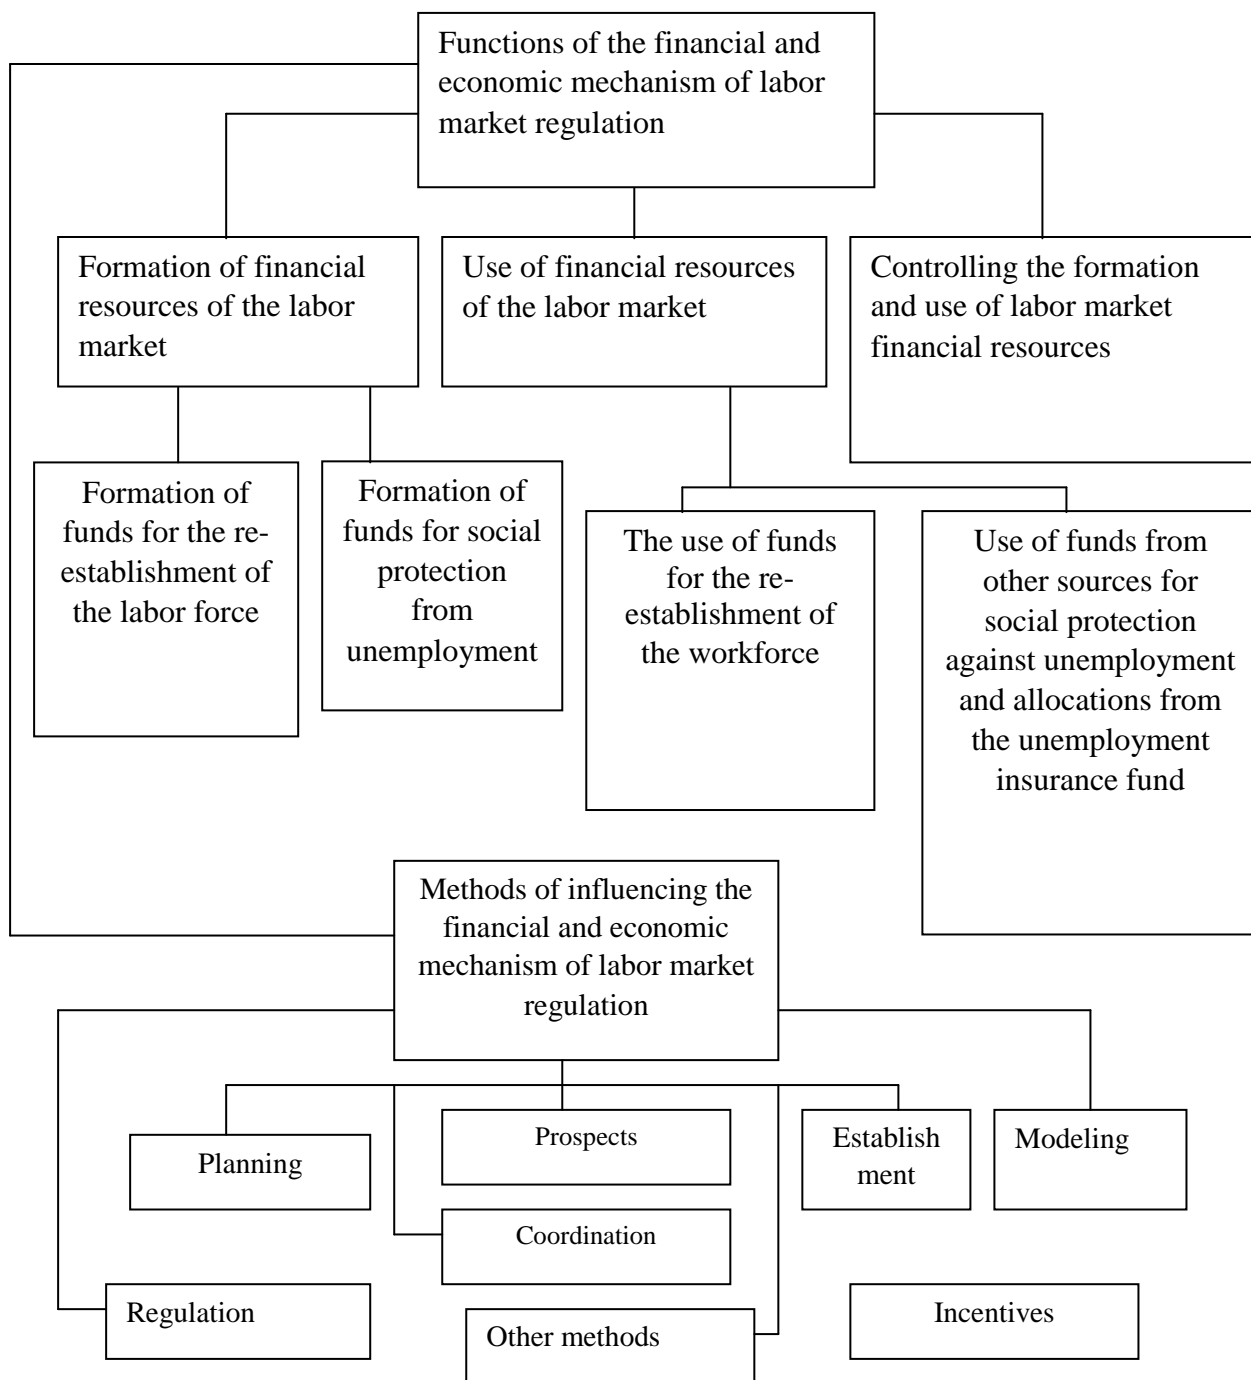 Functions of the financial and
economic mechanism of labor
market regulation
Formation of financial
resources of the labor
market
Use of financial resources
of the labor market
Controlling the formation
and use of labor market
financial resources
Formation of
funds for the re-
establishment of
the labor force
Formation of
funds for social
protection
from
unemployment
The use of funds
for the re-
establishment of
the workforce
Use of funds from
other sources for
social protection
against unemployment
and allocations from
the unemployment
insurance fund
Methods of influencing the
financial and economic
mechanism of labor market
regulation
Planning
Prospects
Establish
ment
Modeling
Coordination
Regulation
Other methods
Incentives